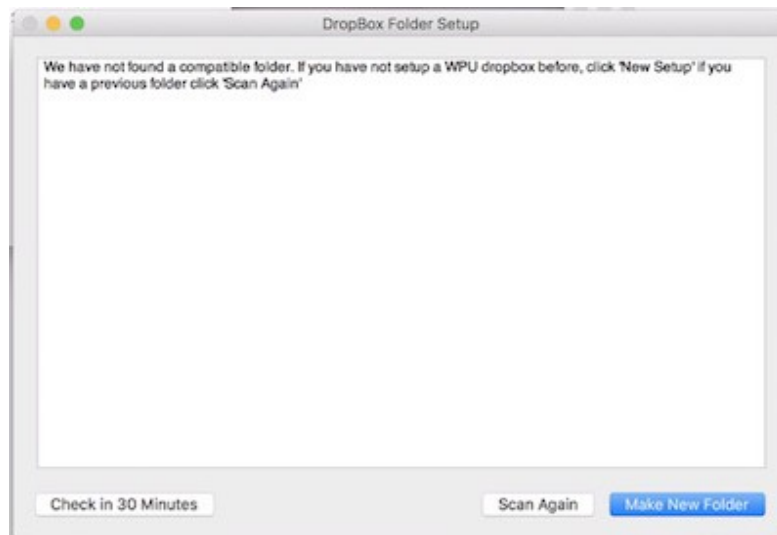 DropBox Folder Setup
We have not found a compatible folder. If you have not setup a WPU dropbox before, click 'New Setup' if you
have a previous folder click 'Scan Again'
Check in 30 Minutes
Scan Again
Make New Folder